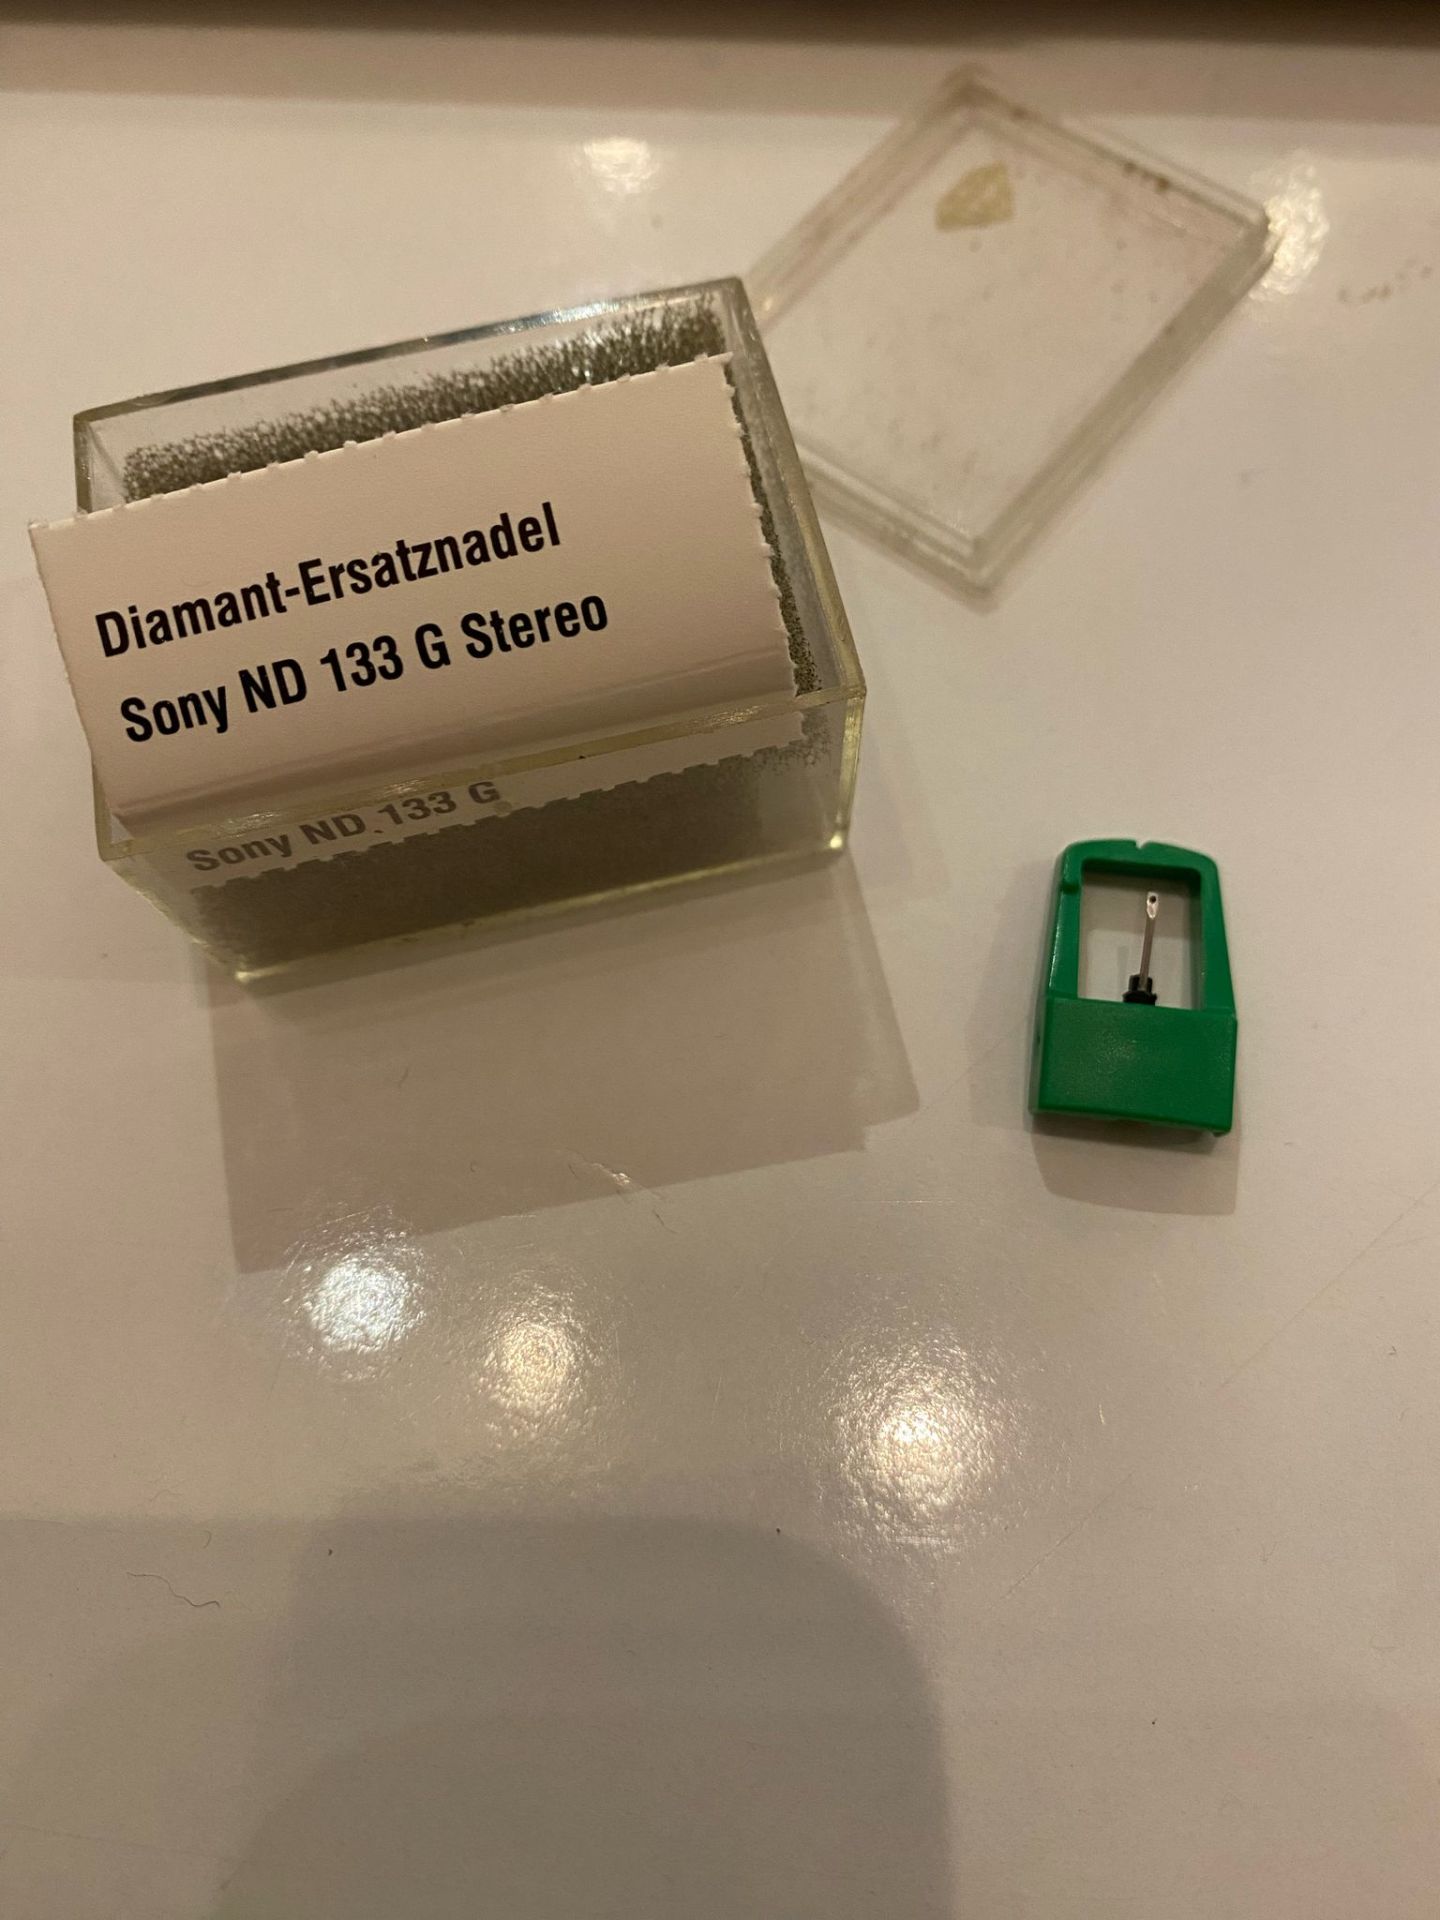 Diamant-Ersatznadel
Sony ND 133 G Stereo
Sony ND 133 G